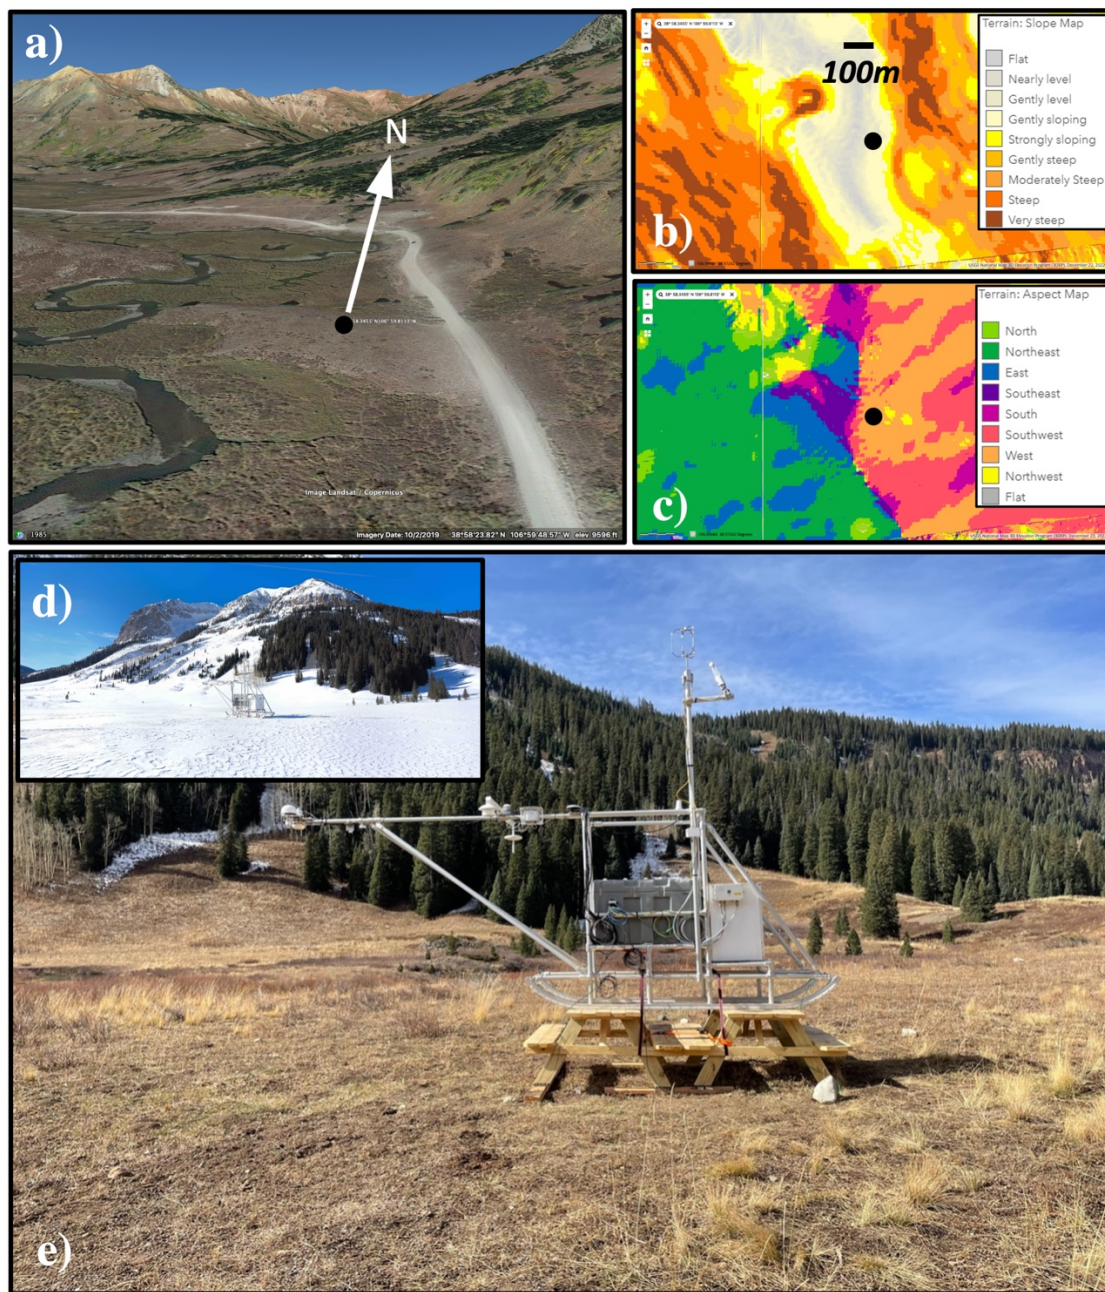 a)
N
Image Landsat / Copernicus
1985
Imagery Date: 10/2/2019 38°58'23.82" N 106°59'48.57" W elev 9596 ft
b)
100m
Terrain: Slope Map
Flat
Nearly level
Gently level
Gently sloping
Strongly sloping
Gently steep
Moderately Steep
Steep
Very steep
c)
Terrain: Aspect Map
North
Northeast
East
Southeast
South
Southwest
West
Northwest
Flat
d)
e)